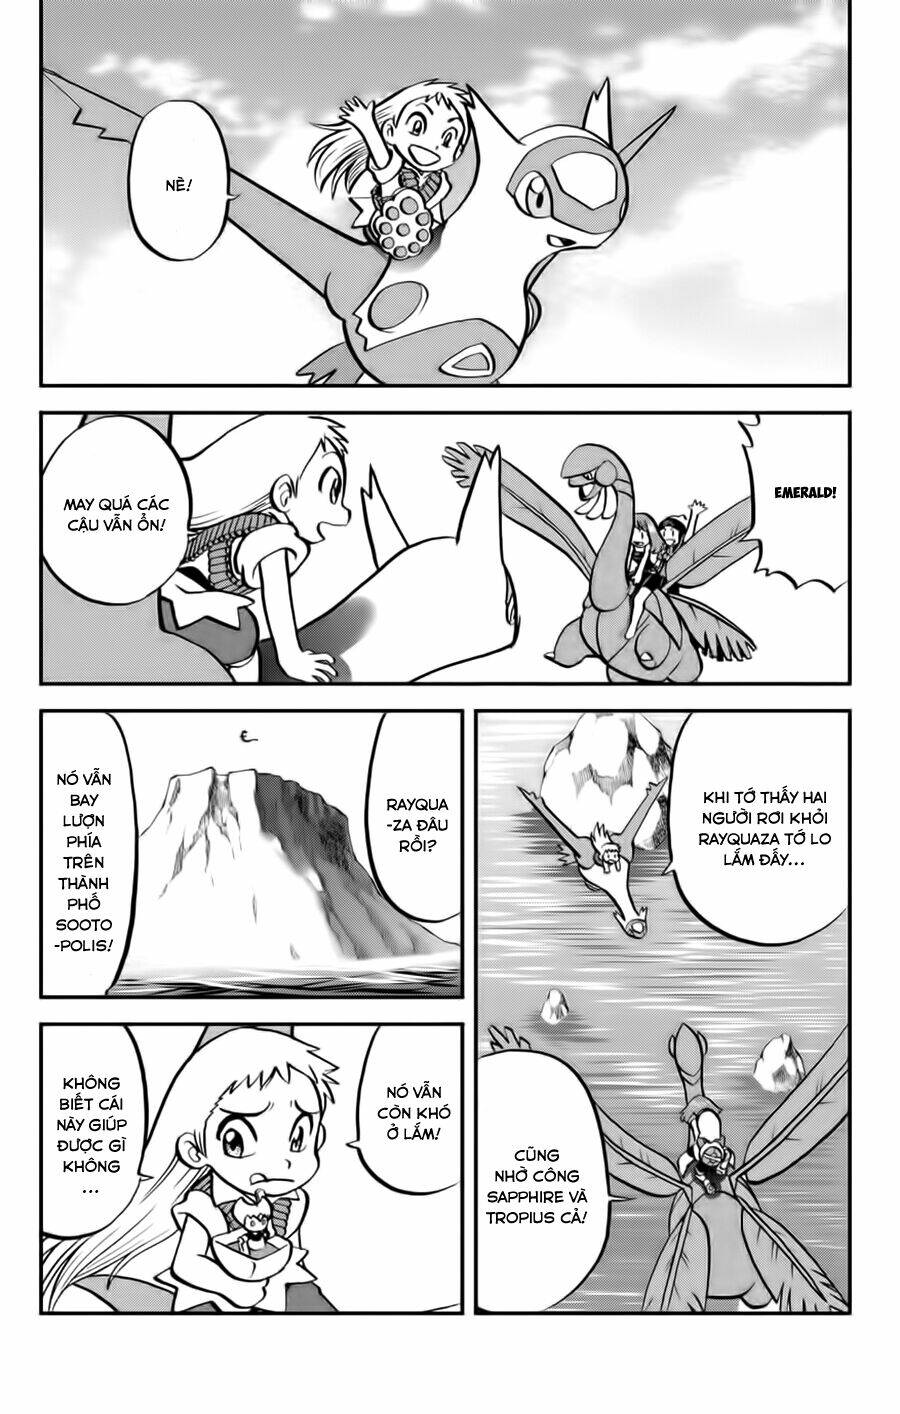 NÈ!
EMERALD!
MAY QUÁ CÁC
CẬU VẪN ỔN!
KHI TỚ THẤY HAI
NGƯỜI RƠI KHỎI
RAYQUAZA TỚ LO
LẮM ĐẤY...
CŨNG
NHỜ CÔNG
SAPPHIRE VÀ
TROPIUS CẢ!
RAYQUA
-ZA ĐÂU
RỒI?
NÓ VẪN
BAY
LƯỢN
PHÍA
TRÊN
THÀNH
PHỐ
SOOTO
-POLIS!
NÓ VẪN
CÒN KHÓ
Ở LẮM!
KHÔNG
BIẾT CÁI
NÀY GIÚP
ĐƯỢC GÌ
KHÔNG
...